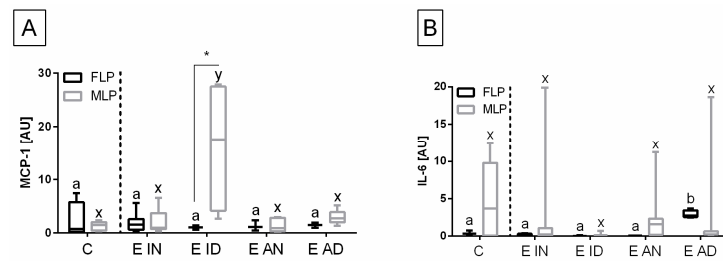 A
MCP-1 [AU]
30
20
10
0
FLP
MLP
*
a x a x a y a x a x
C E IN E ID E AN E AD
B
IL-6 [AU]
20
15
10
5
0
FLP
MLP
a x a x a x a x b x
C E IN E ID E AN E AD